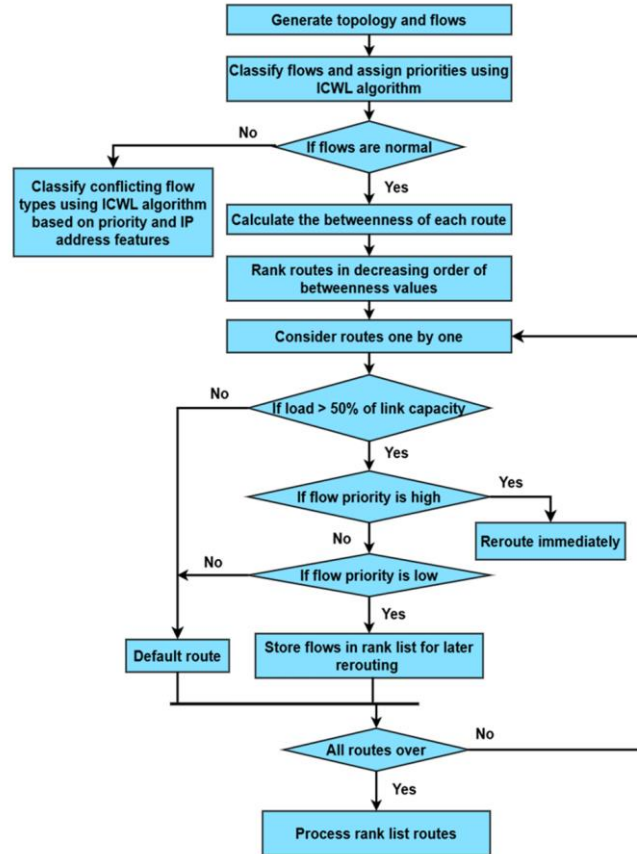 Generate topology and flows
Classify flows and assign priorities using
ICWL algorithm
No
If flows are normal
Classify conflicting flow
types using ICWL algorithm
based on priority and IP
address features
Yes
Calculate the betweenness of each route
Rank routes in decreasing order of
betweenness values
Consider routes one by one
No
If load > 50% of link capacity
Yes
Yes
If flow priority is high
Reroute immediately
No
No
If flow priority is low
Yes
Default route
Store flows in rank list for later
rerouting
All routes over
No
Yes
Process rank list routes